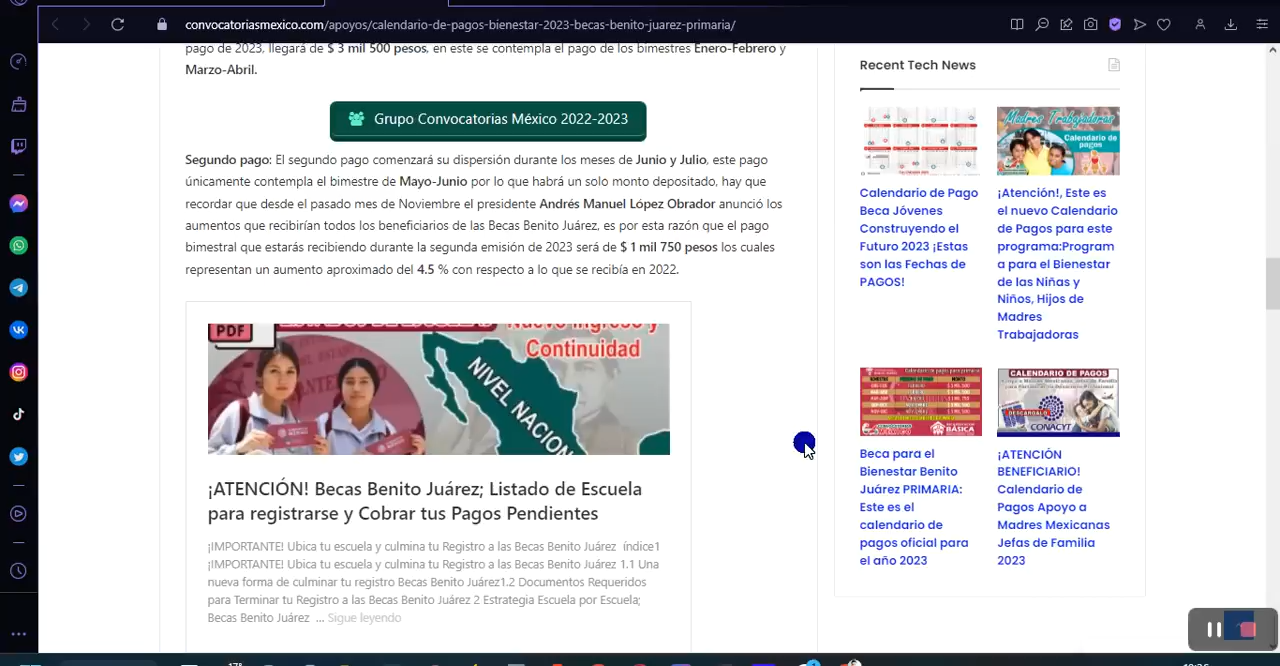 convocatoriasmexico.com/apoyos/calendario-de-pagos-bienestar-2023-becas-benito-juarez-primaria/
pago de 2023, llegará de $ 3 mil 500 pesos, en este se contempla el pago de los bimestres Enero-Febrero y
Marzo-Abril.
Grupo Convocatorias México 2022-2023
Segundo pago: El segundo pago comenzará su dispersión durante los meses de Junio y Julio, este pago
únicamente contempla el bimestre de Mayo-Junio por lo que habrá un solo monto depositado, hay que
recordar que desde el pasado mes de Noviembre el presidente Andrés Manuel López Obrador anunció los
aumentos que recibirían todos los beneficiarios de las Becas Benito Juárez, es por esta razón que el pago
bimestral que estarás recibiendo durante la segunda emisión de 2023 será de $ 1 mil 750 pesos los cuales
representan un aumento aproximado del 4.5 % con respecto a lo que se recibía en 2022.
PDF
Nuevo Ingreso y
Continuidad
NIVEL NACION
¡ATENCIÓN! Becas Benito Juárez; Listado de Escuela
para registrarse y Cobrar tus Pagos Pendientes
¡IMPORTANTE! Ubica tu escuela y culmina tu Registro a las Becas Benito Juárez índice1
¡IMPORTANTE! Ubica tu escuela y culmina tu Registro a las Becas Benito Juárez 1.1 Una
nueva forma de culminar tu registro Becas Benito Juárez1.2 Documentos Requeridos
para Terminar tu Registro a las Becas Benito Juárez 2 Estrategia Escuela por Escuela;
Becas Benito Juárez ... Sigue leyendo
Recent Tech News
Madres Trabajadoras
Calendario de
pagos
Calendario de Pago
Beca Jóvenes
Construyendo el
Futuro 2023 ¡Estas
son las Fechas de
PAGOS!
¡Atención!, Este es
el nuevo Calendario
de Pagos para este
programa:Program
a para el Bienestar
de las Niñas y
Niños, Hijos de
Madres
Trabajadoras
CALENDARIO DE PAGOS
DESCARGALO
CONACYT
Beca para el
Bienestar Benito
Juárez PRIMARIA:
Este es el
calendario de
pagos oficial para
el año 2023
¡ATENCIÓN
BENEFICIARIO!
Calendario de
Pagos Apoyo a
Madres Mexicanas
Jefas de Familia
2023